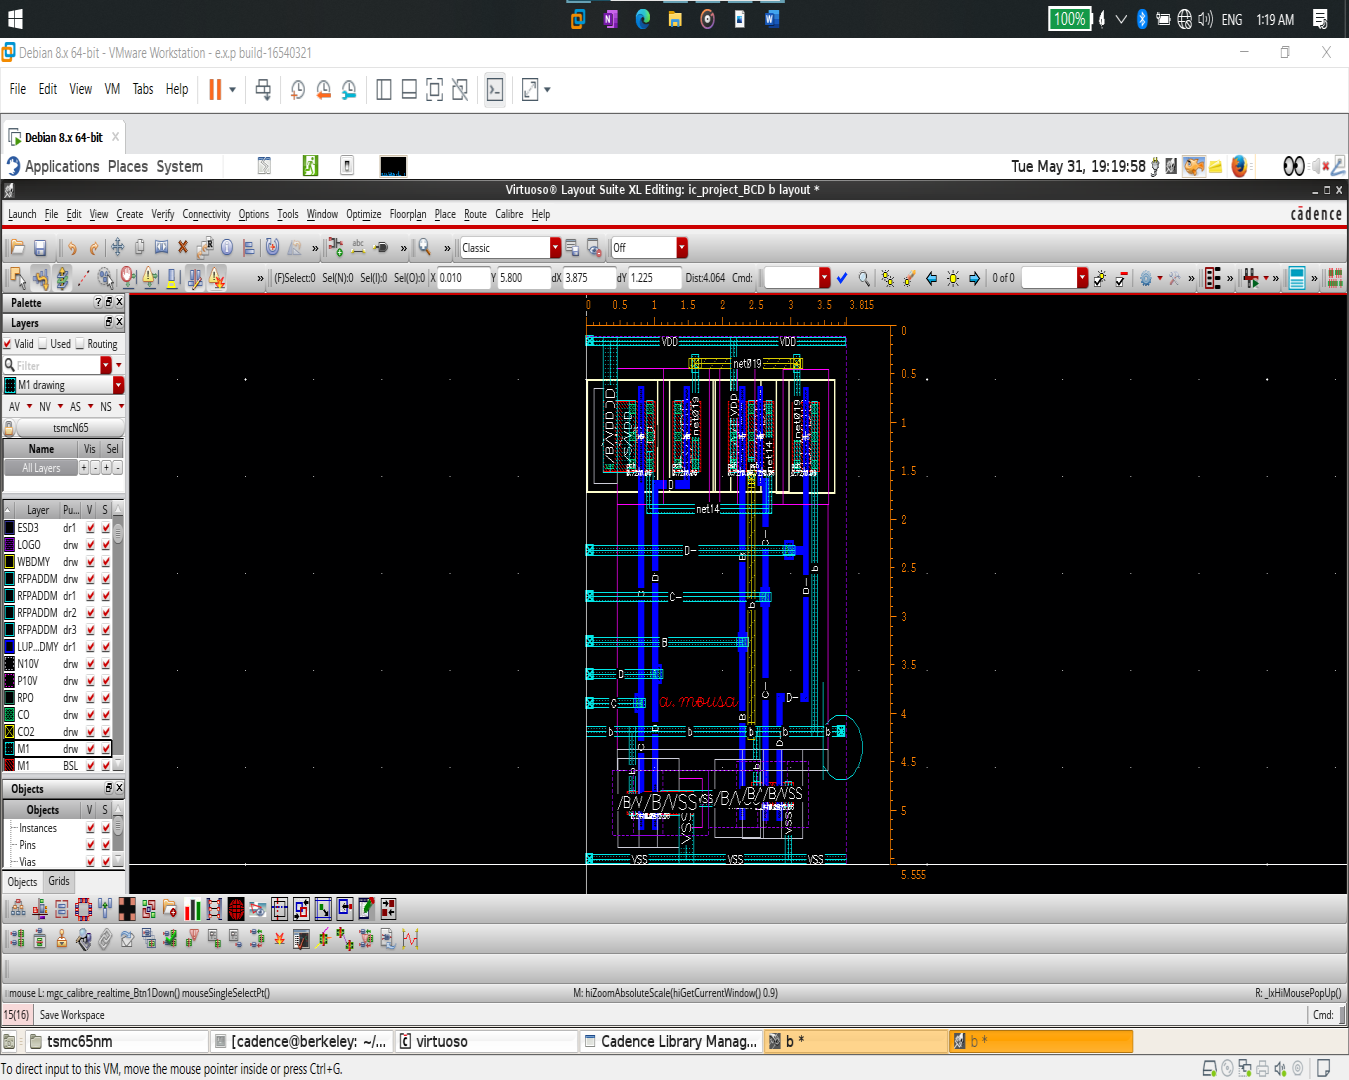 100% ENG 1:19 AM
Debian 8.x 64-bit - VMware Workstation - e.x.p build-16540321
File Edit View VM Tabs Help
Debian 8.x 64-bit
Applications Places System Tue May 31, 19:19:58
Virtuoso® Layout Suite XL Editing: ic_project_BCD b layout *
Launch File Edit View Create Verify Connectivity Options Tools Window Optimize Floorplan Place Route Calibre Help cādence
Classic Off
(F)Select:0 Sel(N):0 Sel(I):0 Sel(O):0 X 0.010 Y 5.800 dX 3.875 dY 1.225 Dist:4.064 Cmd: 0 of 0
Palette
Layers
Valid Used Routing
Filter
M1 drawing
AV NV AS NS
tsmcN65
Name Vis Sel
All Layers + - + -
Layer Pu... V S
ESD3 dr1
LOGO drw
WBDMY drw
RFPADDM drw
RFPADDM dr1
RFPADDM dr2
RFPADDM dr3
LUP...DMY dr1
N10V drw
P10V drw
RPO drw
CO drw
CO2 drw
M1 drw
M1 BSL
Objects
Objects V S
Instances
Pins
Vias
Objects Grids
0 0.5 1 1.5 2 2.5 3 3.5 3.815
0
0.5
1
1.5
2
2.5
3
3.5
4
4.5
5
5.555
VDD VDD
net019
/B/VDD
net019 VDD net14 net019
D
net14
D-
C-
B
D
C
a.mousa
D-
b b b b b
/B/VSS
VSS VSS VSS
mouse L: mgc_calibre_realtime_Btn1Down() mouseSingleSelectPt() M: hiZoomAbsoluteScale(hiGetCurrentWindow() 0.9) R: _lxHiMousePopUp()
15(16) Save Workspace Cmd:
tsmc65nm [cadence@berkeley: ~/... virtuoso Cadence Library Manag... b * b *
To direct input to this VM, move the mouse pointer inside or press Ctrl+G.